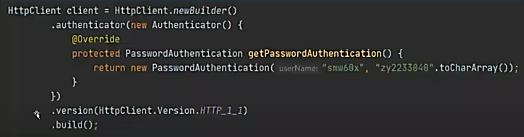 HttpClient client = HttpClient.newBuilder()
.authenticator(new Authenticator() {
@Override
protected PasswordAuthentication getPasswordAuthentication() {
return new PasswordAuthentication( userName: "smw60x", "zy2233040".toCharArray());
}
})
.version(HttpClient.Version.HTTP_1_1)
.build();